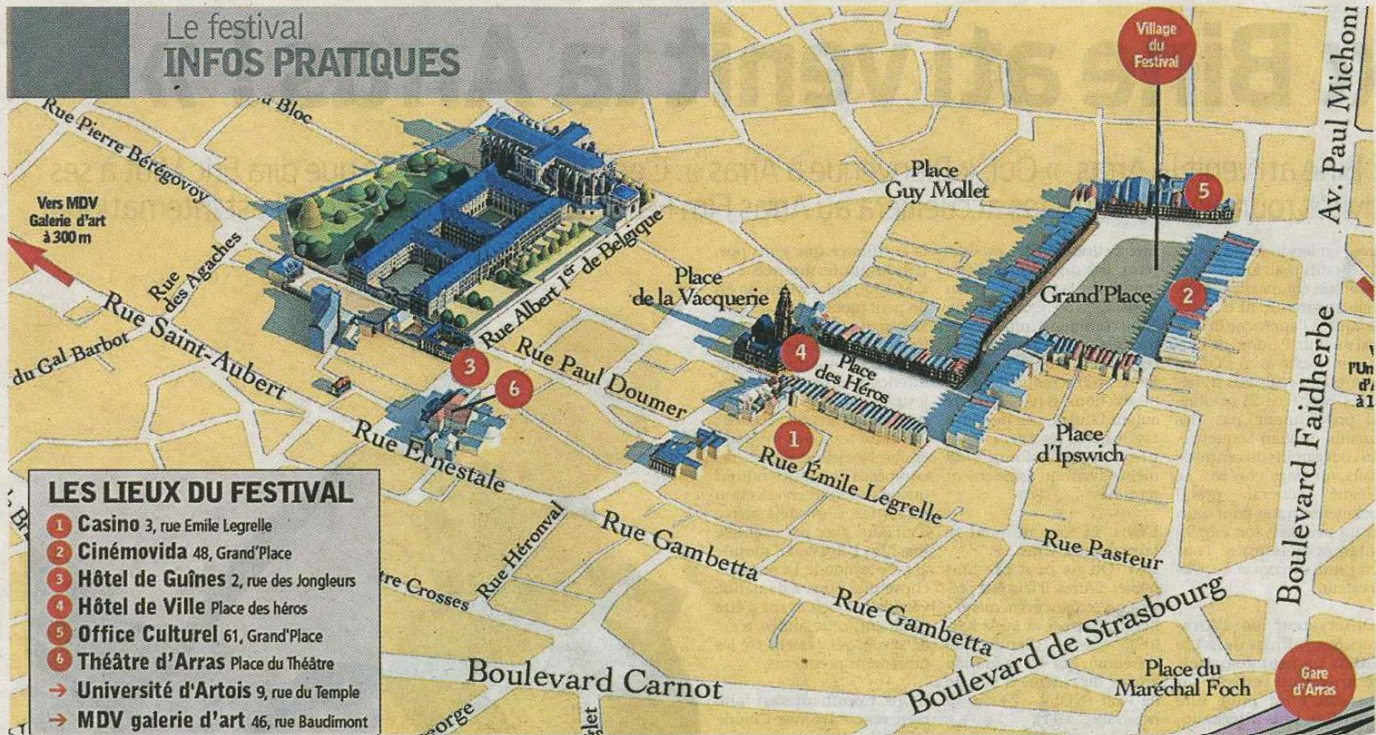 Le festival
INFOS PRATIQUES
Village
du
Festival
Av. Paul Michoni
Bloc
Rue Pierre Bérégovoy
Place
Guy Mollet
5
Vers MDV
Galerie d'art
à 300 m
Rue
des Agaches
Rue Albert 1er de Belgique
Place
de la Vacquerie
Grand'Place
2
Rue Saint-Aubert
du Gal Barbot
3
6
Rue Paul Doumer
4
Place
des Héros
Boulevard Faidherbe
l'Un
d'
à 1
Rue Ernestale
1
Rue Émile Legrelle
Place
d'Ipswich
LES LIEUX DU FESTIVAL
1 Casino 3, rue Emile Legrelle
2 Cinémovida 48, Grand'Place
3 Hôtel de Guînes 2, rue des Jongleurs
4 Hôtel de Ville Place des héros
5 Office Culturel 61, Grand'Place
6 Théâtre d'Arras Place du Théâtre
→ Université d'Artois 9, rue du Temple
→ MDV galerie d'art 46, rue Baudimont
Rue Héronval
tre Crosses
Rue Gambetta
Rue Pasteur
Rue Gambetta
Boulevard de Strasbourg
Boulevard Carnot
Place du
Maréchal Foch
Gare
d'Arras
eorge
let